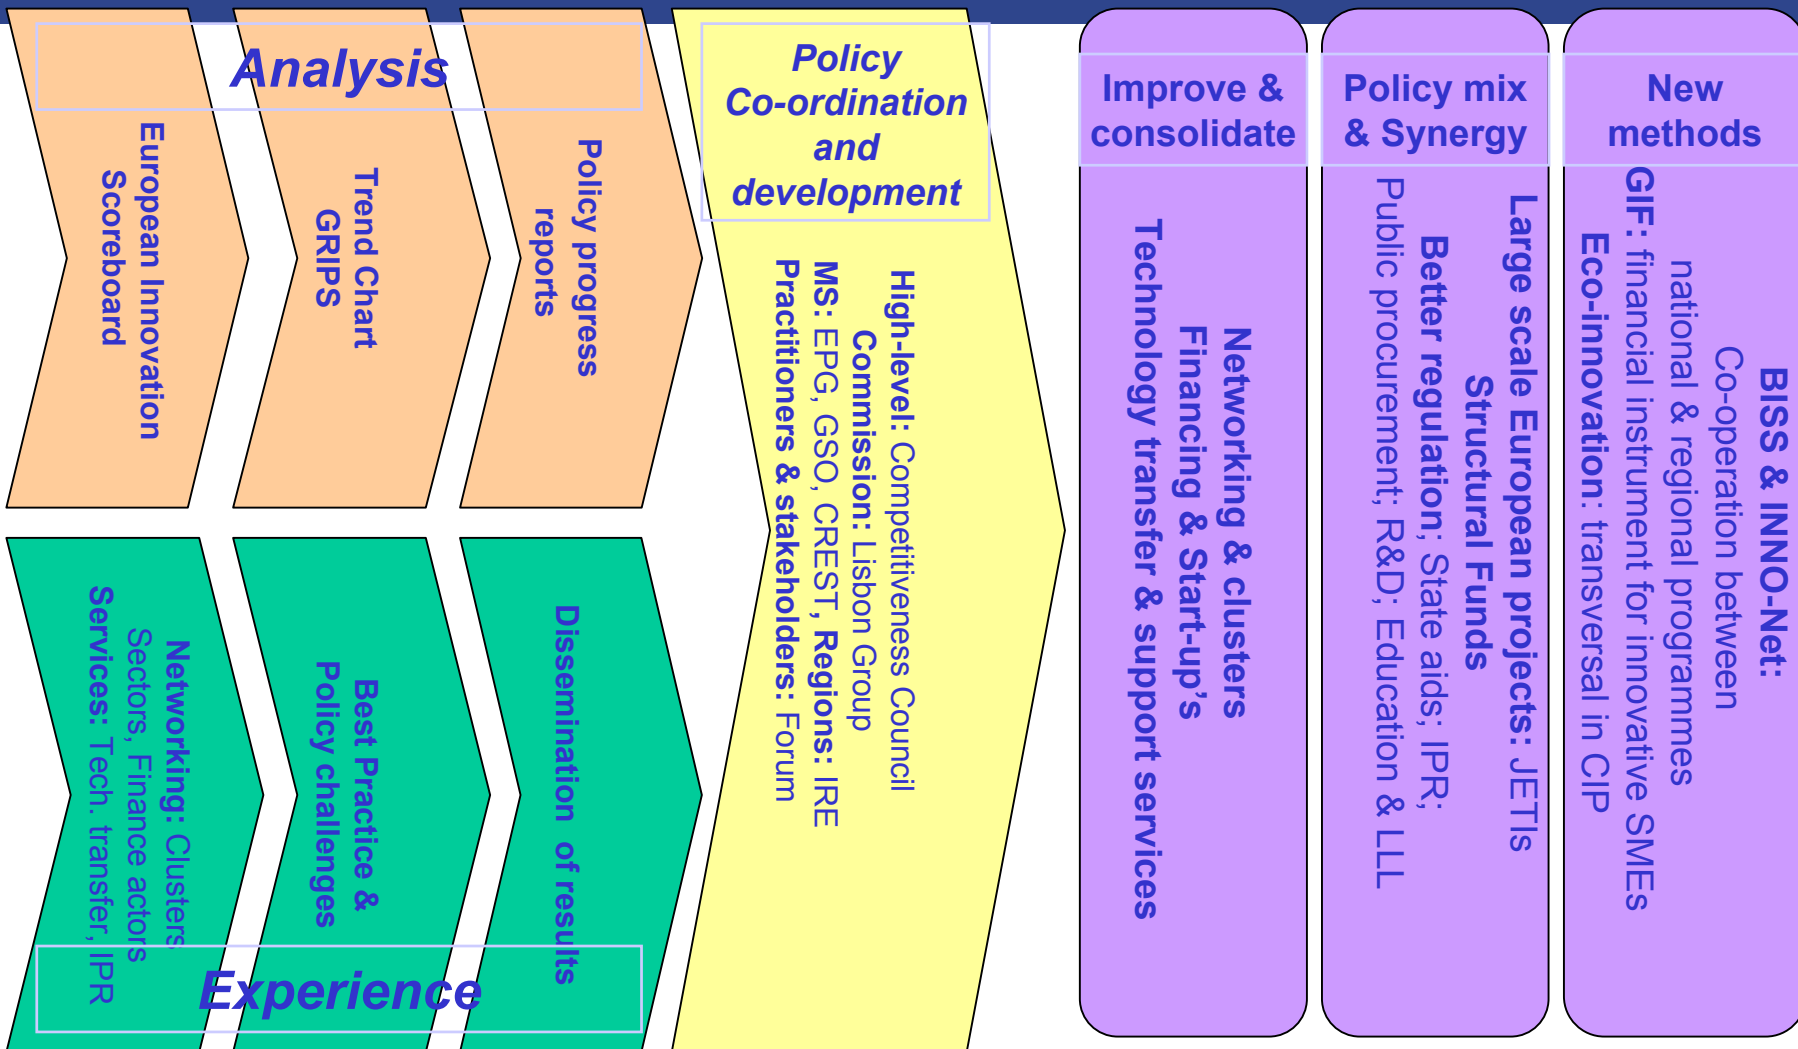 Analysis
European Innovation
Scoreboard
Trend Chart
GRIPS
Policy progress
reports
Networking: Clusters
Sectors, Finance actors
Services: Tech. transfer, IPR
Best Practice &
Policy challenges
Dissemination of results
Experience
Policy
Co-ordination
and
development
High-level: Competitiveness Council
Commission: Lisbon Group
MS: EPG, GSO, CREST, Regions: IRE
Practitioners & stakeholders: Forum
Improve &
consolidate
Networking & clusters
Financing & Start-up’s
Technology transfer & support services
Policy mix
& Synergy
Large scale European projects: JETIs
Structural Funds
Better regulation; State aids; IPR;
Public procurement; R&D; Education & LLL
New
methods
BISS & INNO-Net:
Co-operation between
national & regional programmes
GIF: financial instrument for innovative SMEs
Eco-innovation: transversal in CIP